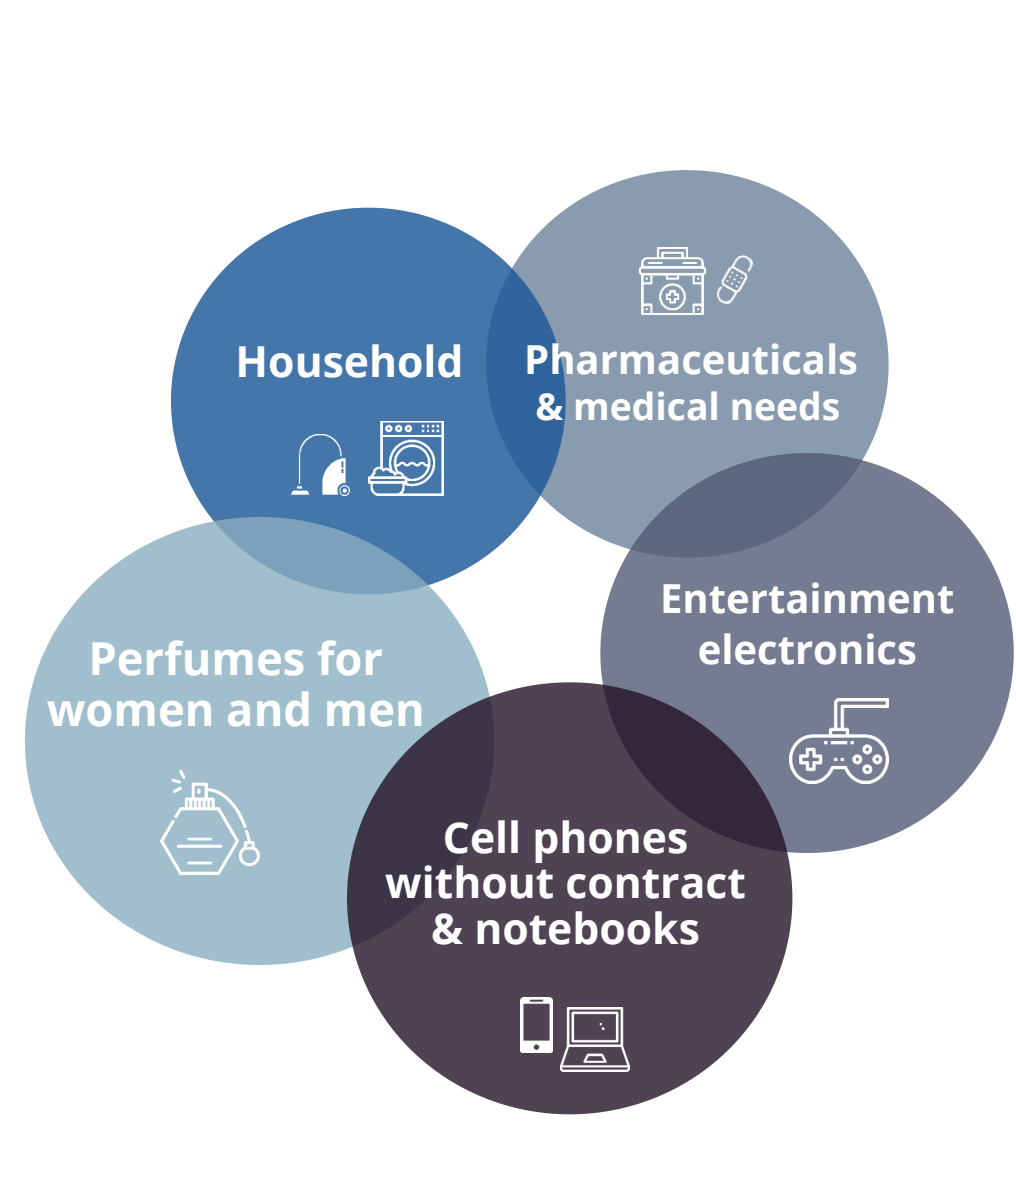 Household
Pharmaceuticals
& medical needs
Entertainment
electronics
Perfumes for
women and men
Cell phones
without contract
& notebooks